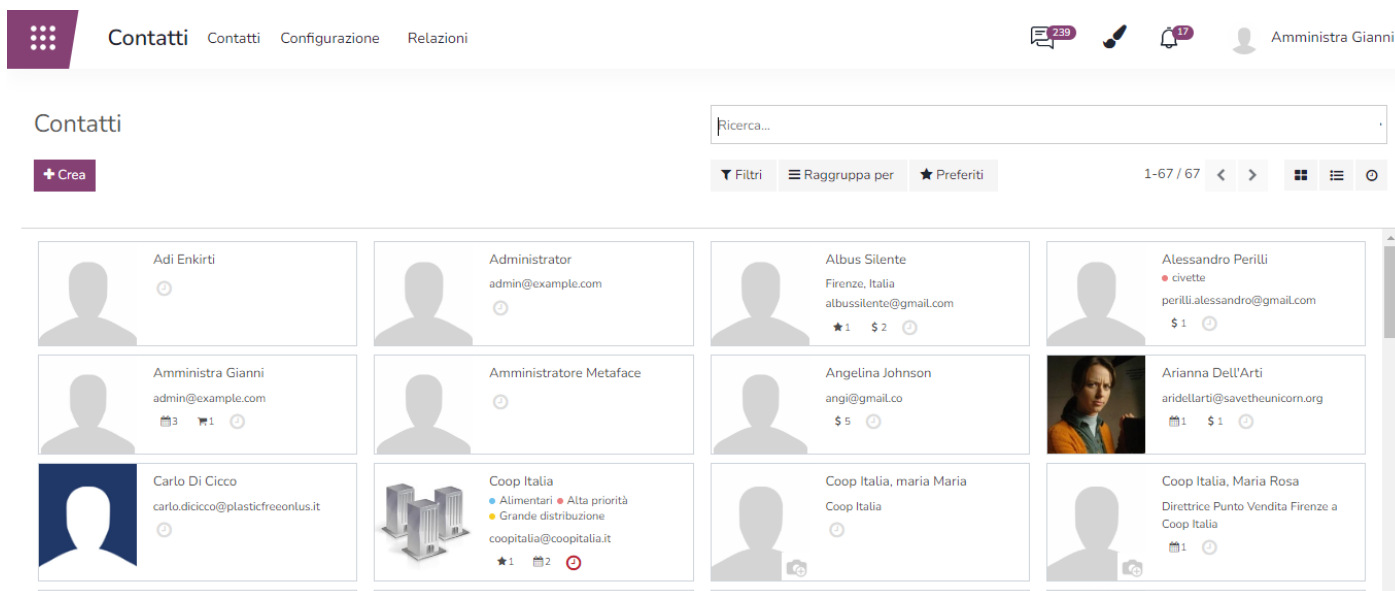 Contatti Contatti Configurazione Relazioni 239 17 Amministra Gianni
Contatti
Ricerca...
Crea
Filtri Raggruppa per Preferiti 1-67 / 67
Adi Enkirti
Administrator
admin@example.com
Albus Silente
Firenze, Italia
albussilente@gmail.com
1 $ 2
Alessandro Perilli
civette
perilli.alessandro@gmail.com
$ 1
Amministra Gianni
admin@example.com
3 1
Amministratore Metaface
Angelina Johnson
angi@gmail.co
$ 5
Arianna Dell'Arti
aridellarti@savetheunicorn.org
1 $ 1
Carlo Di Cicco
carlo.dicicco@plasticfreeonlus.it
Coop Italia
Alimentari Alta priorità
Grande distribuzione
coopitalia@coopitalia.it
1 2
Coop Italia, maria Maria
Coop Italia
Coop Italia, Maria Rosa
Direttrice Punto Vendita Firenze a
Coop Italia
1